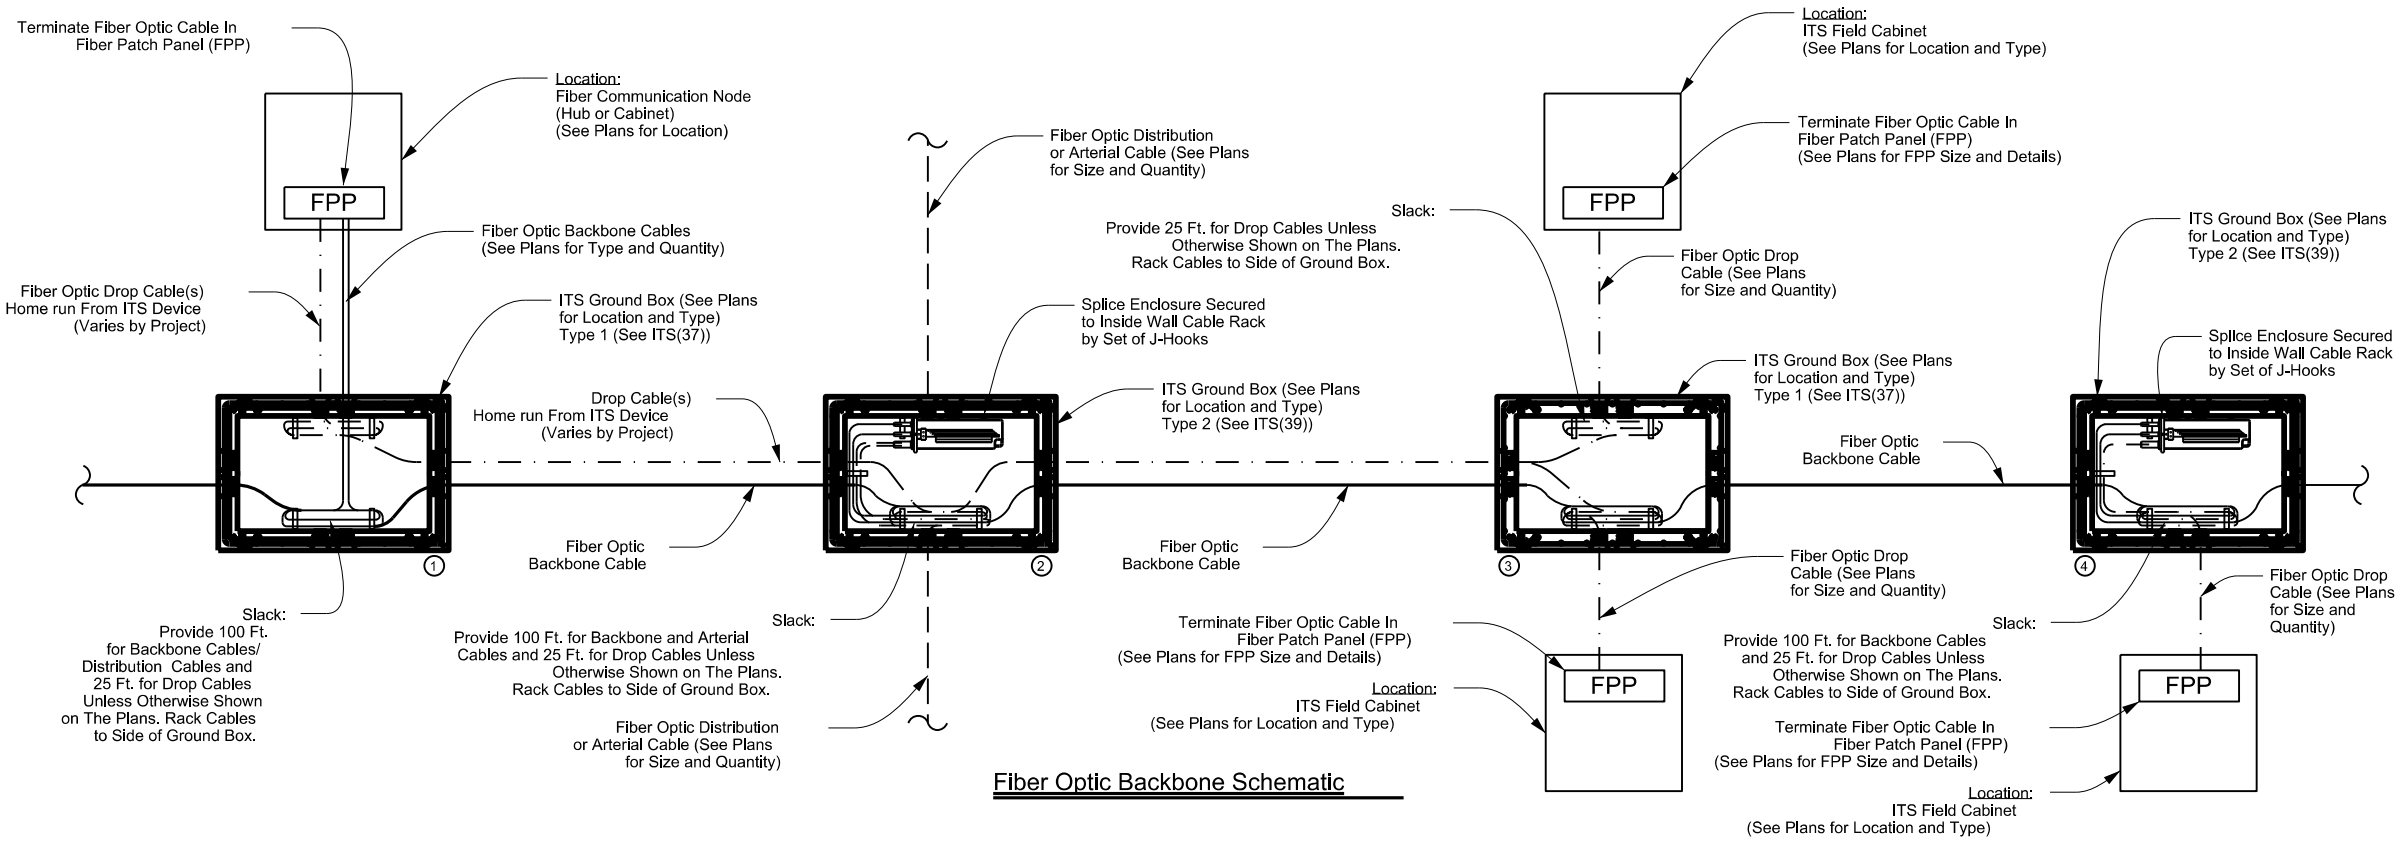 Terminate Fiber Optic Cable In
Fiber Patch Panel (FPP)
Location:
Fiber Communication Node
(Hub or Cabinet)
(See Plans for Location)
FPP
Fiber Optic Backbone Cables
(See Plans for Type and Quantity)
Fiber Optic Drop Cable(s)
Home run From ITS Device
(Varies by Project)
ITS Ground Box (See Plans
for Location and Type)
Type 1 (See ITS(37))
Drop Cable(s)
Home run From ITS Device
(Varies by Project)
1
Slack:
Provide 100 Ft.
for Backbone Cables/
Distribution Cables and
25 Ft. for Drop Cables
Unless Otherwise Shown
on The Plans. Rack Cables
to Side of Ground Box.
Fiber Optic
Backbone Cable
Fiber Optic Distribution
or Arterial Cable (See Plans
for Size and Quantity)
Splice Enclosure Secured
to Inside Wall Cable Rack
by Set of J-Hooks
ITS Ground Box (See Plans
for Location and Type)
Type 2 (See ITS(39))
2
Slack:
Provide 100 Ft. for Backbone and Arterial
Cables and 25 Ft. for Drop Cables Unless
Otherwise Shown on The Plans.
Rack Cables to Side of Ground Box.
Fiber Optic Distribution
or Arterial Cable (See Plans
for Size and Quantity)
Fiber Optic
Backbone Cable
Location:
ITS Field Cabinet
(See Plans for Location and Type)
Terminate Fiber Optic Cable In
Fiber Patch Panel (FPP)
(See Plans for FPP Size and Details)
FPP
Slack:
Provide 25 Ft. for Drop Cables Unless
Otherwise Shown on The Plans.
Rack Cables to Side of Ground Box.
Fiber Optic Drop
Cable (See Plans
for Size and Quantity)
ITS Ground Box (See Plans
for Location and Type)
Type 1 (See ITS(37))
3
Fiber Optic Drop
Cable (See Plans
for Size and Quantity)
Terminate Fiber Optic Cable In
Fiber Patch Panel (FPP)
(See Plans for FPP Size and Details)
FPP
Location:
ITS Field Cabinet
(See Plans for Location and Type)
Fiber Optic
Backbone Cable
ITS Ground Box (See Plans
for Location and Type)
Type 2 (See ITS(39))
Splice Enclosure Secured
to Inside Wall Cable Rack
by Set of J-Hooks
4
Fiber Optic Drop
Cable (See Plans
for Size and
Quantity)
Slack:
Provide 100 Ft. for Backbone Cables
and 25 Ft. for Drop Cables Unless
Otherwise Shown on The Plans.
Rack Cables to Side of Ground Box.
FPP
Terminate Fiber Optic Cable In
Fiber Patch Panel (FPP)
(See Plans for FPP Size and Details)
Location:
ITS Field Cabinet
(See Plans for Location and Type)
Fiber Optic Backbone Schematic